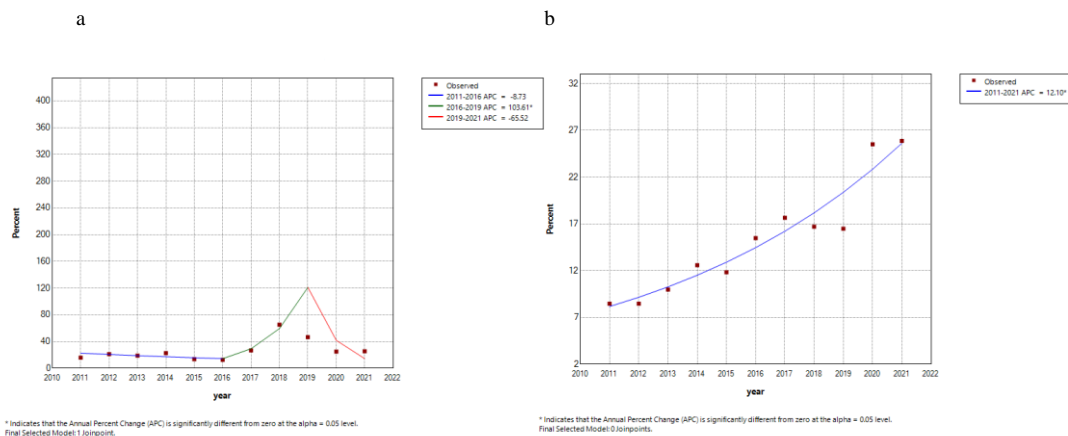 a
b
400
360
320
280
240
200
160
120
80
40
0
Percent
2010 2011 2012 2013 2014 2015 2016 2017 2018 2019 2020 2021 2022
year
Observed
2011-2016 APC = -8.73
2016-2019 APC = 103.61*
2019-2021 APC = -65.52
* Indicates that the Annual Percent Change (APC) is significantly different from zero at the alpha = 0.05 level.
Final Selected Model: 1 Joinpoint.
32
27
22
17
12
7
2
Percent
2010 2011 2012 2013 2014 2015 2016 2017 2018 2019 2020 2021 2022
year
Observed
2011-2021 APC = 12.10*
* Indicates that the Annual Percent Change (APC) is significantly different from zero at the alpha = 0.05 level.
Final Selected Model: 0 Joinpoints.